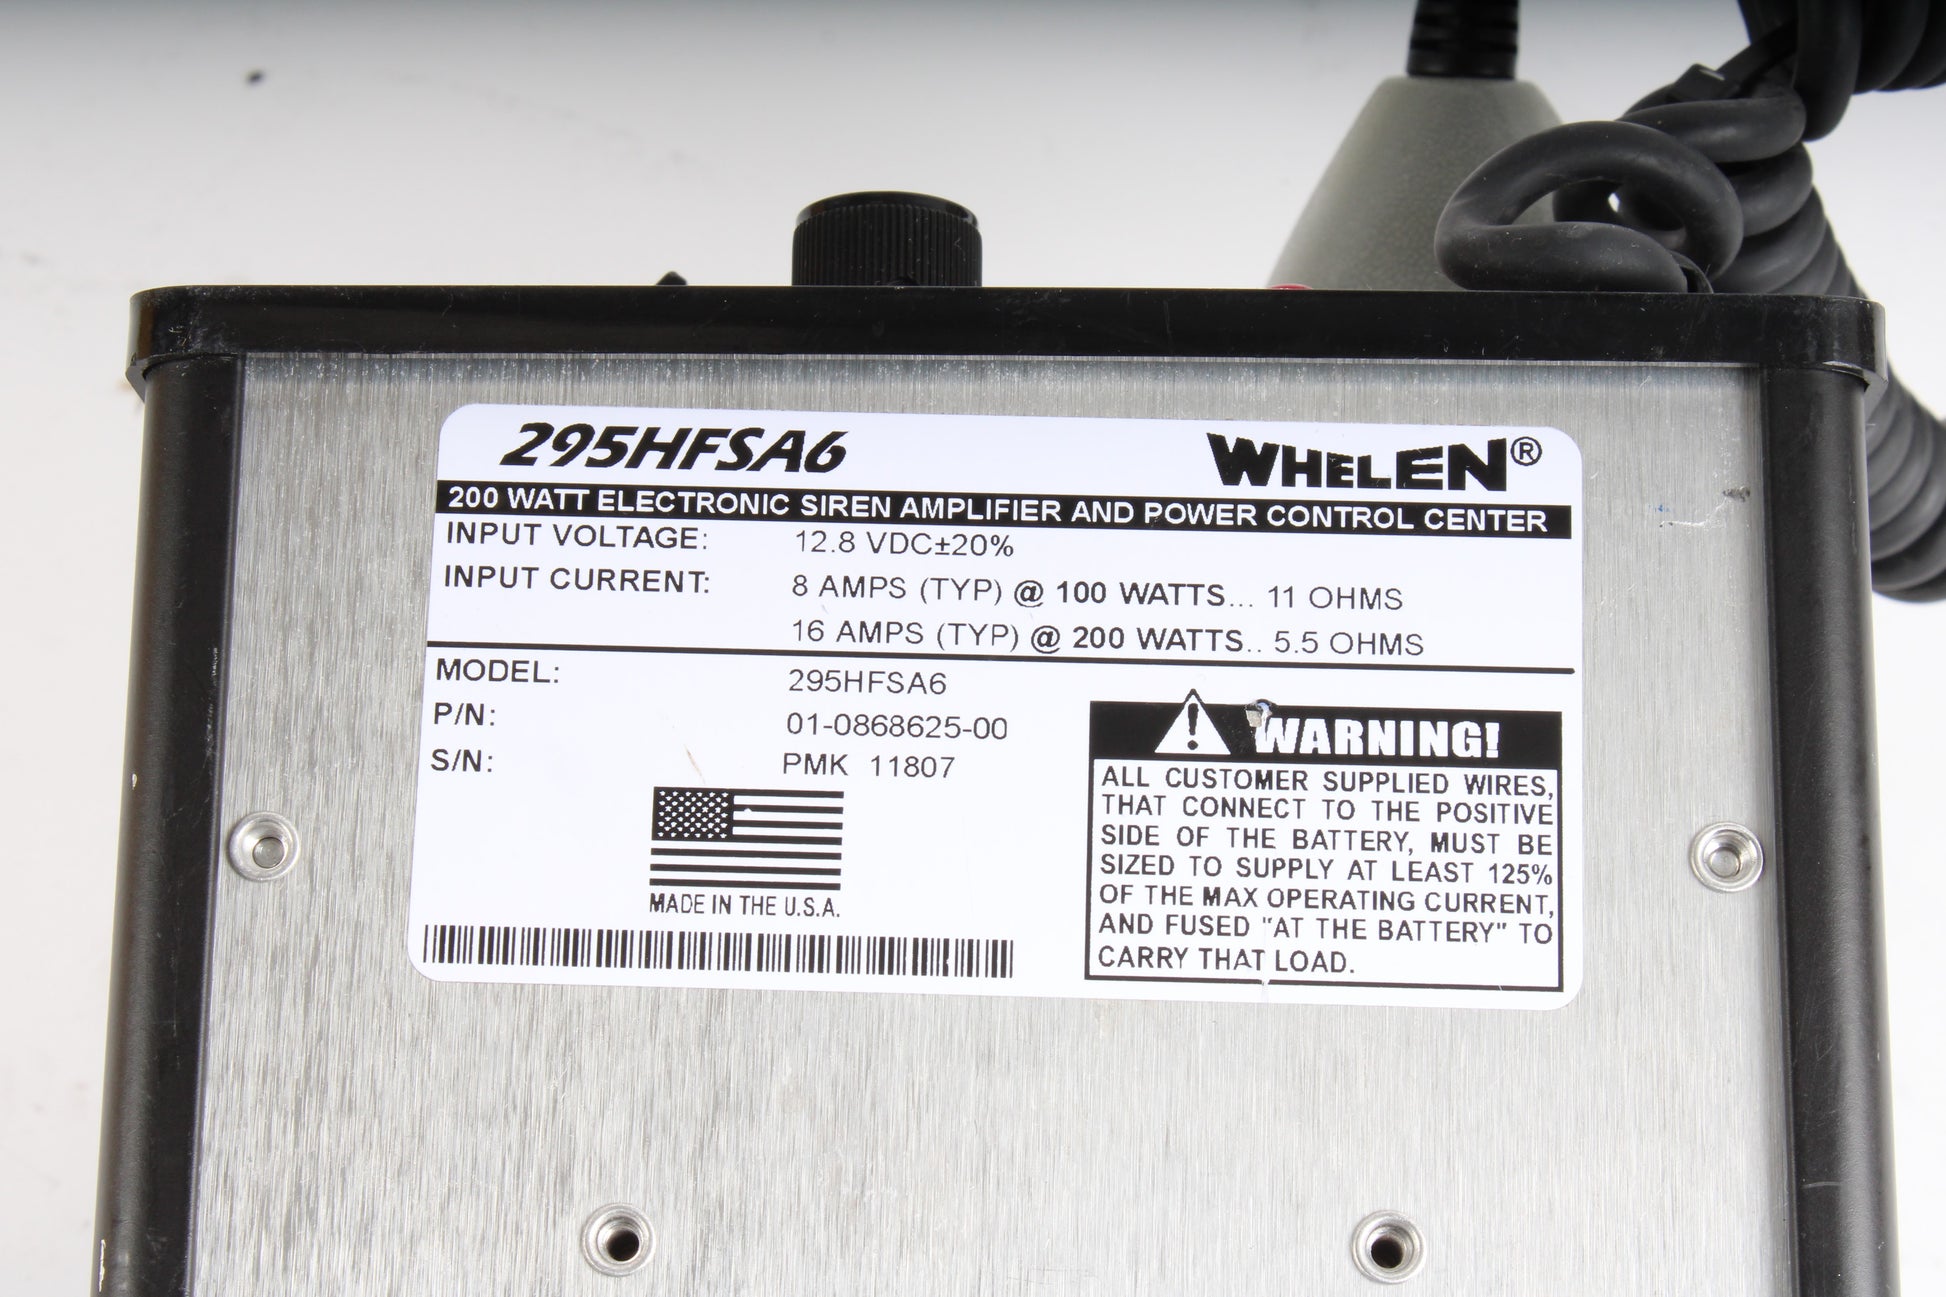 295HFSA6 WHELEN®
200 WATT ELECTRONIC SIREN AMPLIFIER AND POWER CONTROL CENTER
INPUT VOLTAGE: 12.8 VDC±20%
INPUT CURRENT: 8 AMPS (TYP) @ 100 WATTS... 11 OHMS
16 AMPS (TYP) @ 200 WATTS.. 5.5 OHMS
MODEL: 295HFSA6
P/N: 01-0868625-00
S/N: PMK 11807
MADE IN THE U.S.A.
WARNING!
ALL CUSTOMER SUPPLIED WIRES,
THAT CONNECT TO THE POSITIVE
SIDE OF THE BATTERY, MUST BE
SIZED TO SUPPLY AT LEAST 125%
OF THE MAX OPERATING CURRENT,
AND FUSED "AT THE BATTERY" TO
CARRY THAT LOAD.